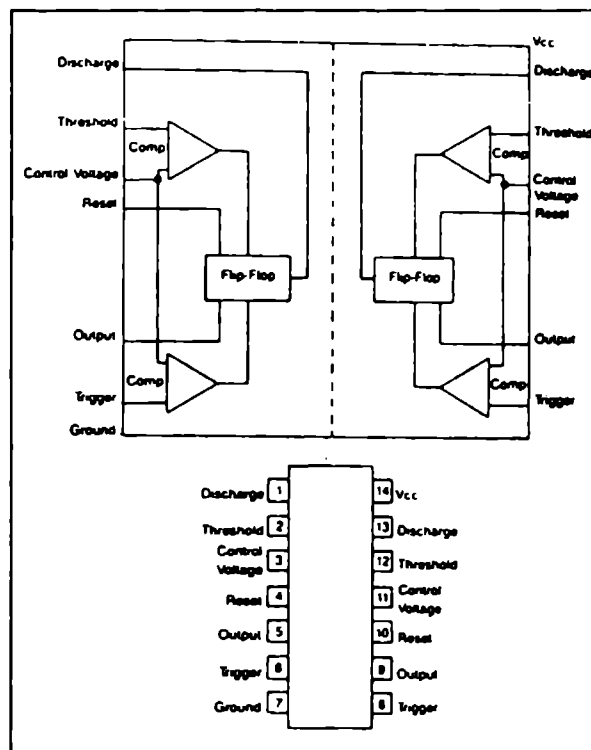 Vcc
Discharge
Discharge
Threshold
Threshold
Comp
Comp
Control Voltage
Control
Voltage
Reset
Reset
Flip-Flop
Flip-Flop
Output
Output
Comp
Comp
Trigger
Trigger
Ground
Discharge 1
14 Vcc
Threshold 2
13 Discharge
Control
Voltage 3
12 Threshold
Reset 4
11 Control
Voltage
Output 5
10 Reset
Trigger 6
9 Output
Ground 7
8 Trigger